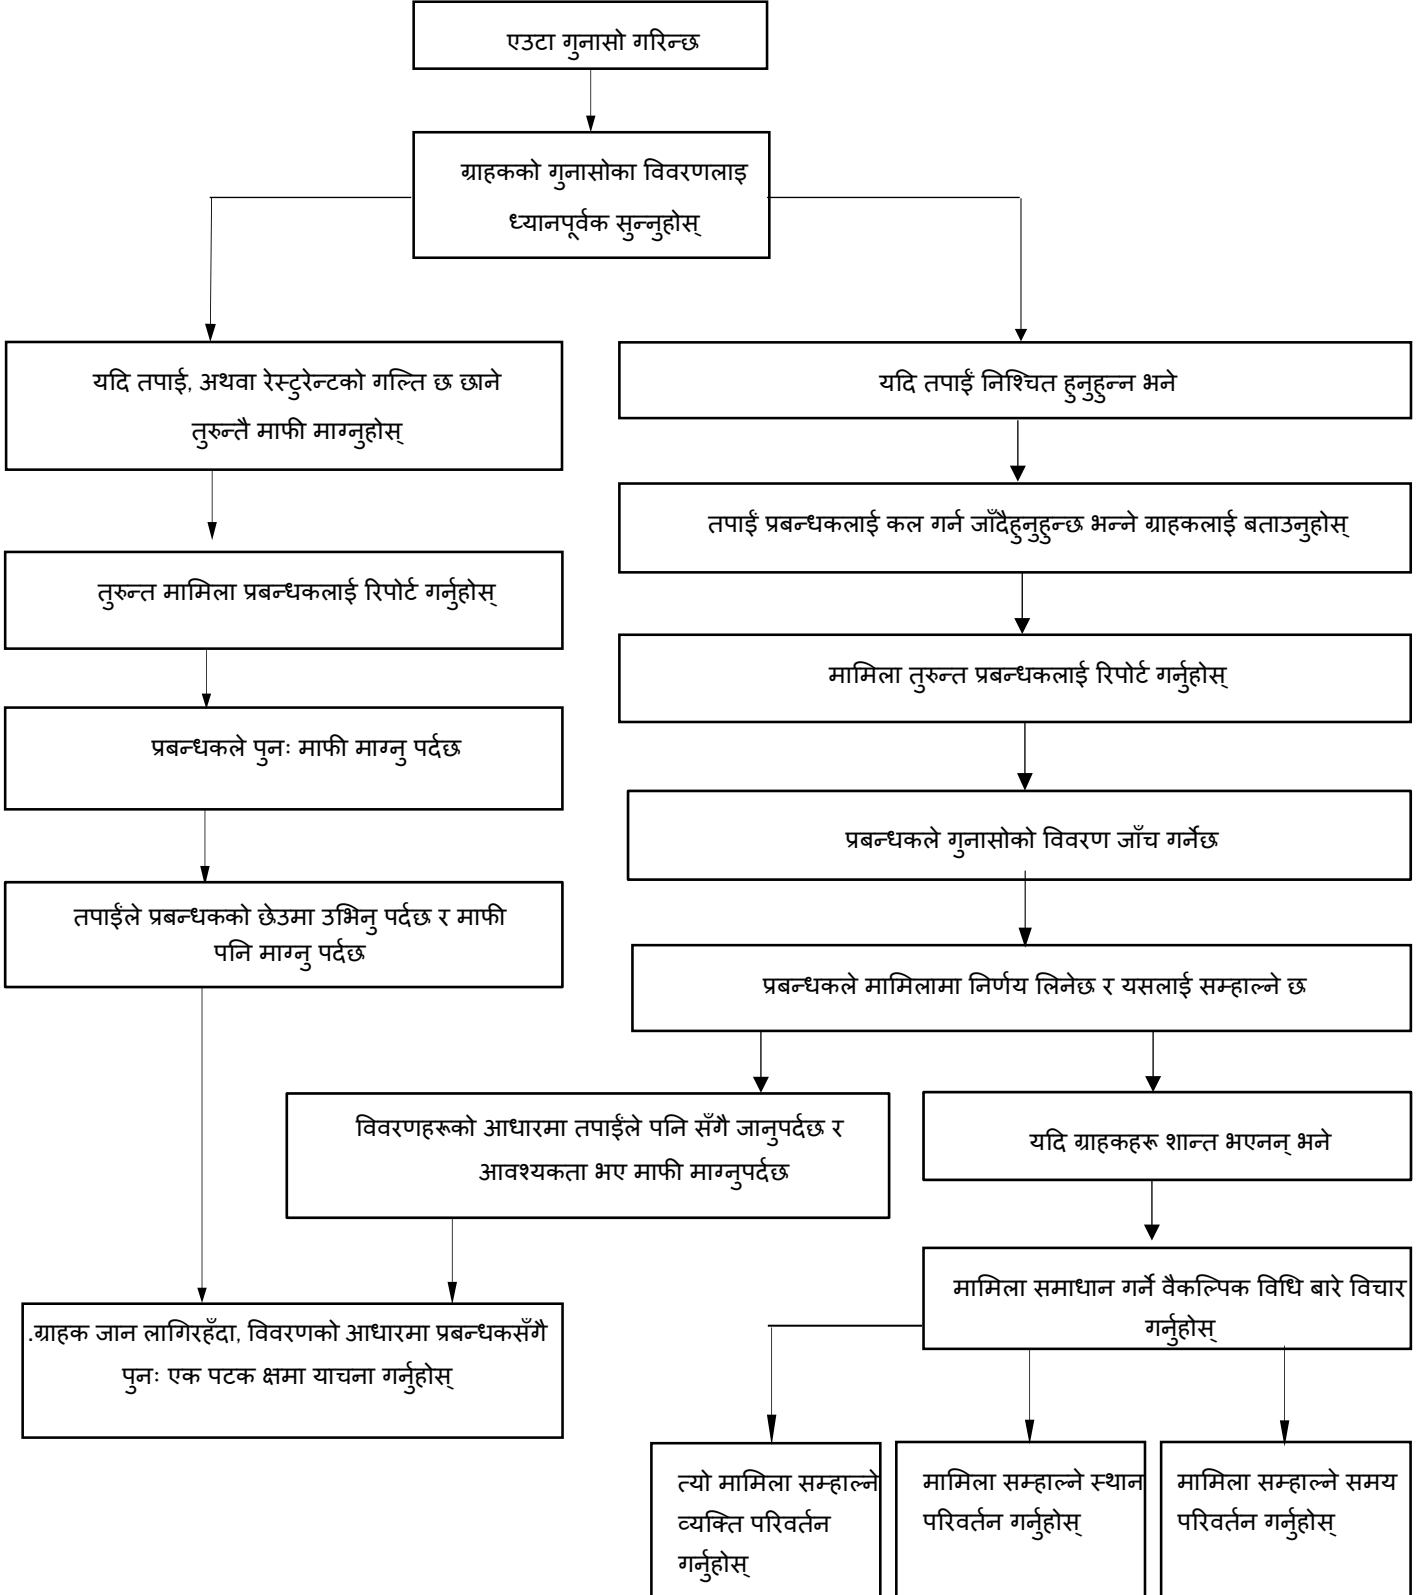 एउटा गुनासो गरिन्छ
ग्राहकको गुनासोका विवरणलाइ
ध्यानपूर्वक सुन्नुहोस्
यदि तपाई, अथवा रेस्टुरेन्टको गल्ति छ छाने
तुरुन्तै माफी माग्नुहोस्
तुरुन्त मामिला प्रबन्धकलाई रिपोर्ट गर्नुहोस्
प्रबन्धकले पुनः माफी माग्नु पर्दछ
तपाईंले प्रबन्धकको छेउमा उभिनु पर्दछ र माफी
पनि माग्नु पर्दछ
यदि तपाईं निश्चित हुनुहुन्न भने
तपाईं प्रबन्धकलाई कल गर्न जाँदैहुनुहुन्छ भन्ने ग्राहकलाई बताउनुहोस्
मामिला तुरुन्त प्रबन्धकलाई रिपोर्ट गर्नुहोस्
प्रबन्धकले गुनासोको विवरण जाँच गर्नेछ
प्रबन्धकले मामिलामा निर्णय लिनेछ र यसलाई सम्हाल्ने छ
विवरणहरूको आधारमा तपाईंले पनि सँगै जानुपर्दछ र
आवश्यकता भए माफी माग्नुपर्दछ
.ग्राहक जान लागिरहँदा, विवरणको आधारमा प्रबन्धकसँगै
पुनः एक पटक क्षमा याचना गर्नुहोस्
यदि ग्राहकहरू शान्त भएनन् भने
मामिला समाधान गर्ने वैकल्पिक विधि बारे विचार
गर्नुहोस्
त्यो मामिला सम्हाल्ने
व्यक्ति परिवर्तन
गर्नुहोस्
मामिला सम्हाल्ने स्थान
परिवर्तन गर्नुहोस्
मामिला सम्हाल्ने समय
परिवर्तन गर्नुहोस्